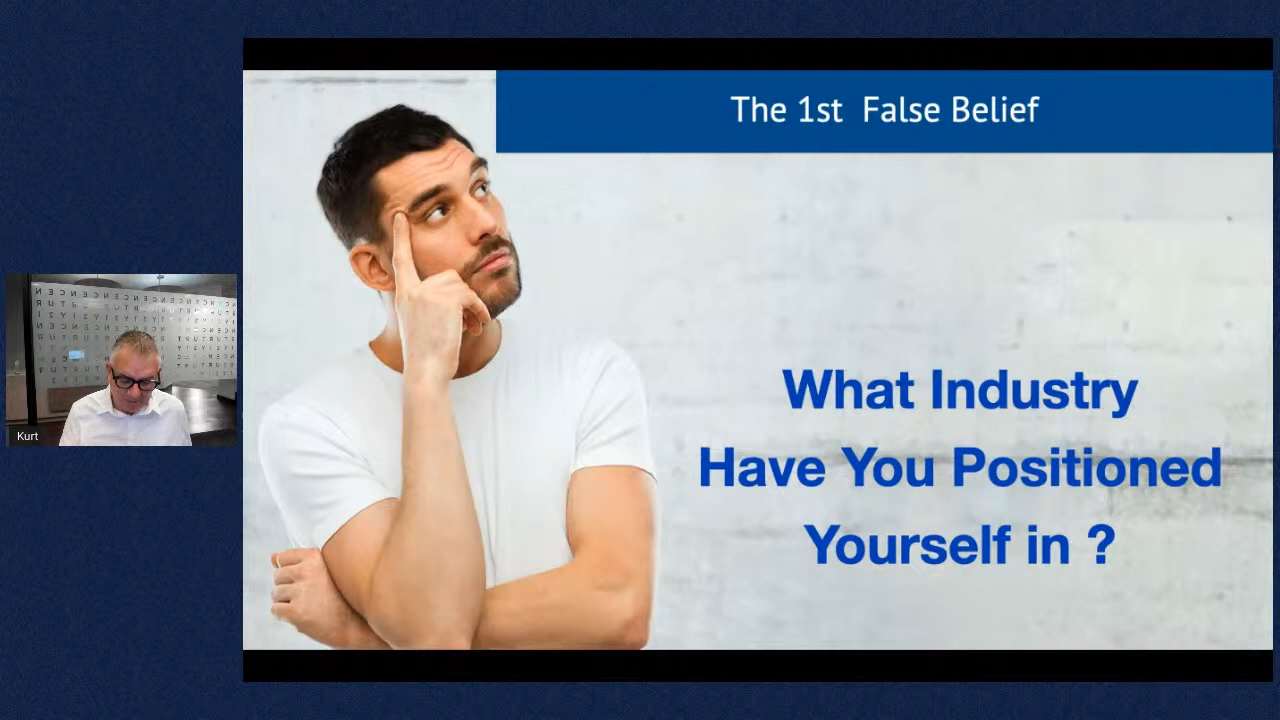 The 1st False Belief
What Industry
Have You Positioned
Yourself in ?
Kurt